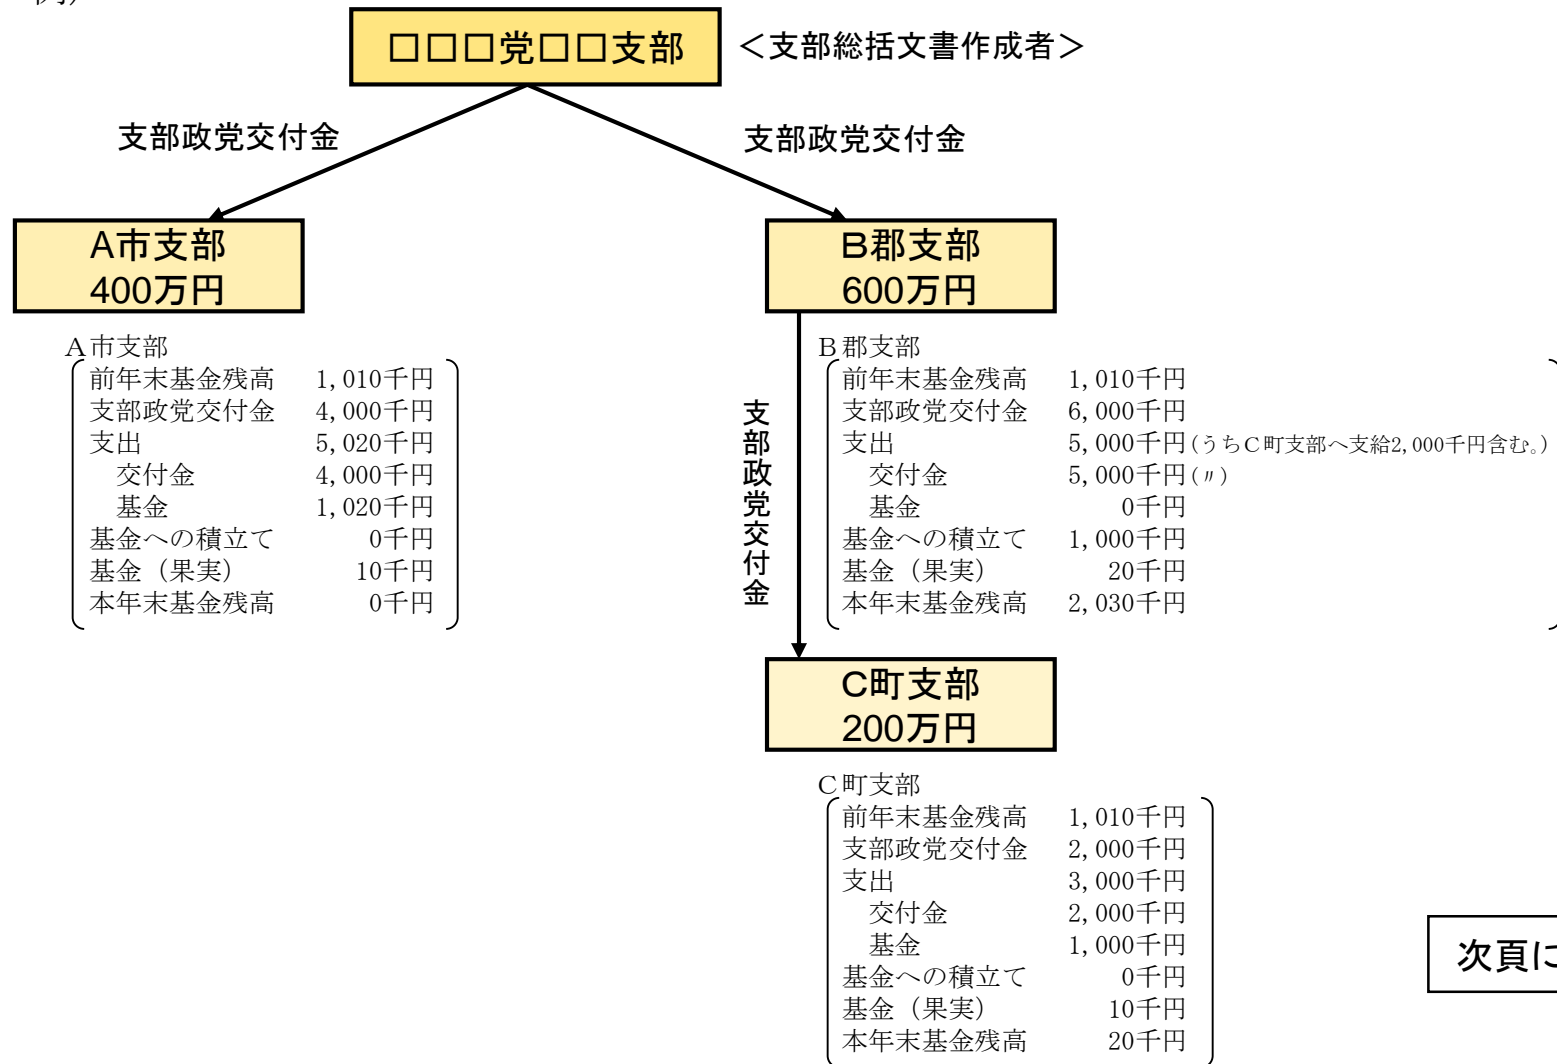 □□□党□□支部
＜支部総括文書作成者＞
支部政党交付金
支部政党交付金
A市支部
400万円
B郡支部
600万円
A市支部
前年末基金残高 1,010千円
支部政党交付金 4,000千円
支出 5,020千円
交付金 4,000千円
基金 1,020千円
基金への積立て 0千円
基金（果実） 10千円
本年末基金残高 0千円
支部政党交付金
B郡支部
前年末基金残高 1,010千円
支部政党交付金 6,000千円
支出 5,000千円(うちC町支部へ支給2,000千円含む。)
交付金 5,000千円(〃)
基金 0千円
基金への積立て 1,000千円
基金（果実） 20千円
本年末基金残高 2,030千円
C町支部
200万円
C町支部
前年末基金残高 1,010千円
支部政党交付金 2,000千円
支出 3,000千円
交付金 2,000千円
基金 1,000千円
基金への積立て 0千円
基金（果実） 10千円
本年末基金残高 20千円
次頁に